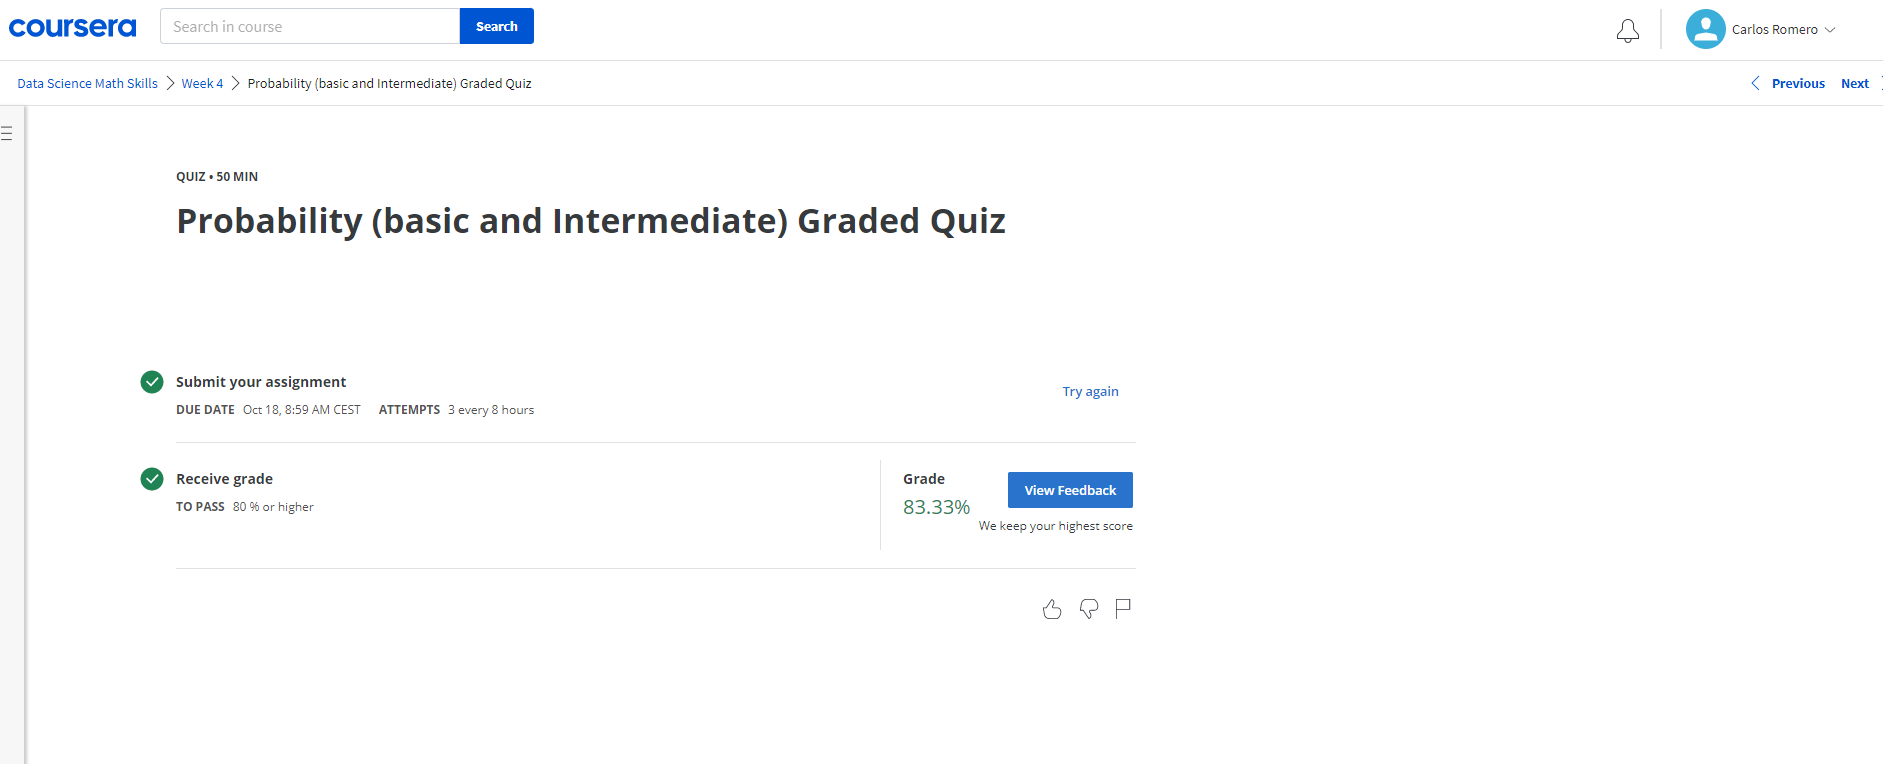 coursera
Search in course
Search
Carlos Romero
Data Science Math Skills
Week 4
Probability (basic and Intermediate) Graded Quiz
Previous
Next
QUIZ • 50 MIN
Probability (basic and Intermediate) Graded Quiz
Submit your assignment
Try again
DUE DATE Oct 18, 8:59 AM CEST ATTEMPTS 3 every 8 hours
Receive grade
TO PASS 80 % or higher
Grade
83.33%
View Feedback
We keep your highest score